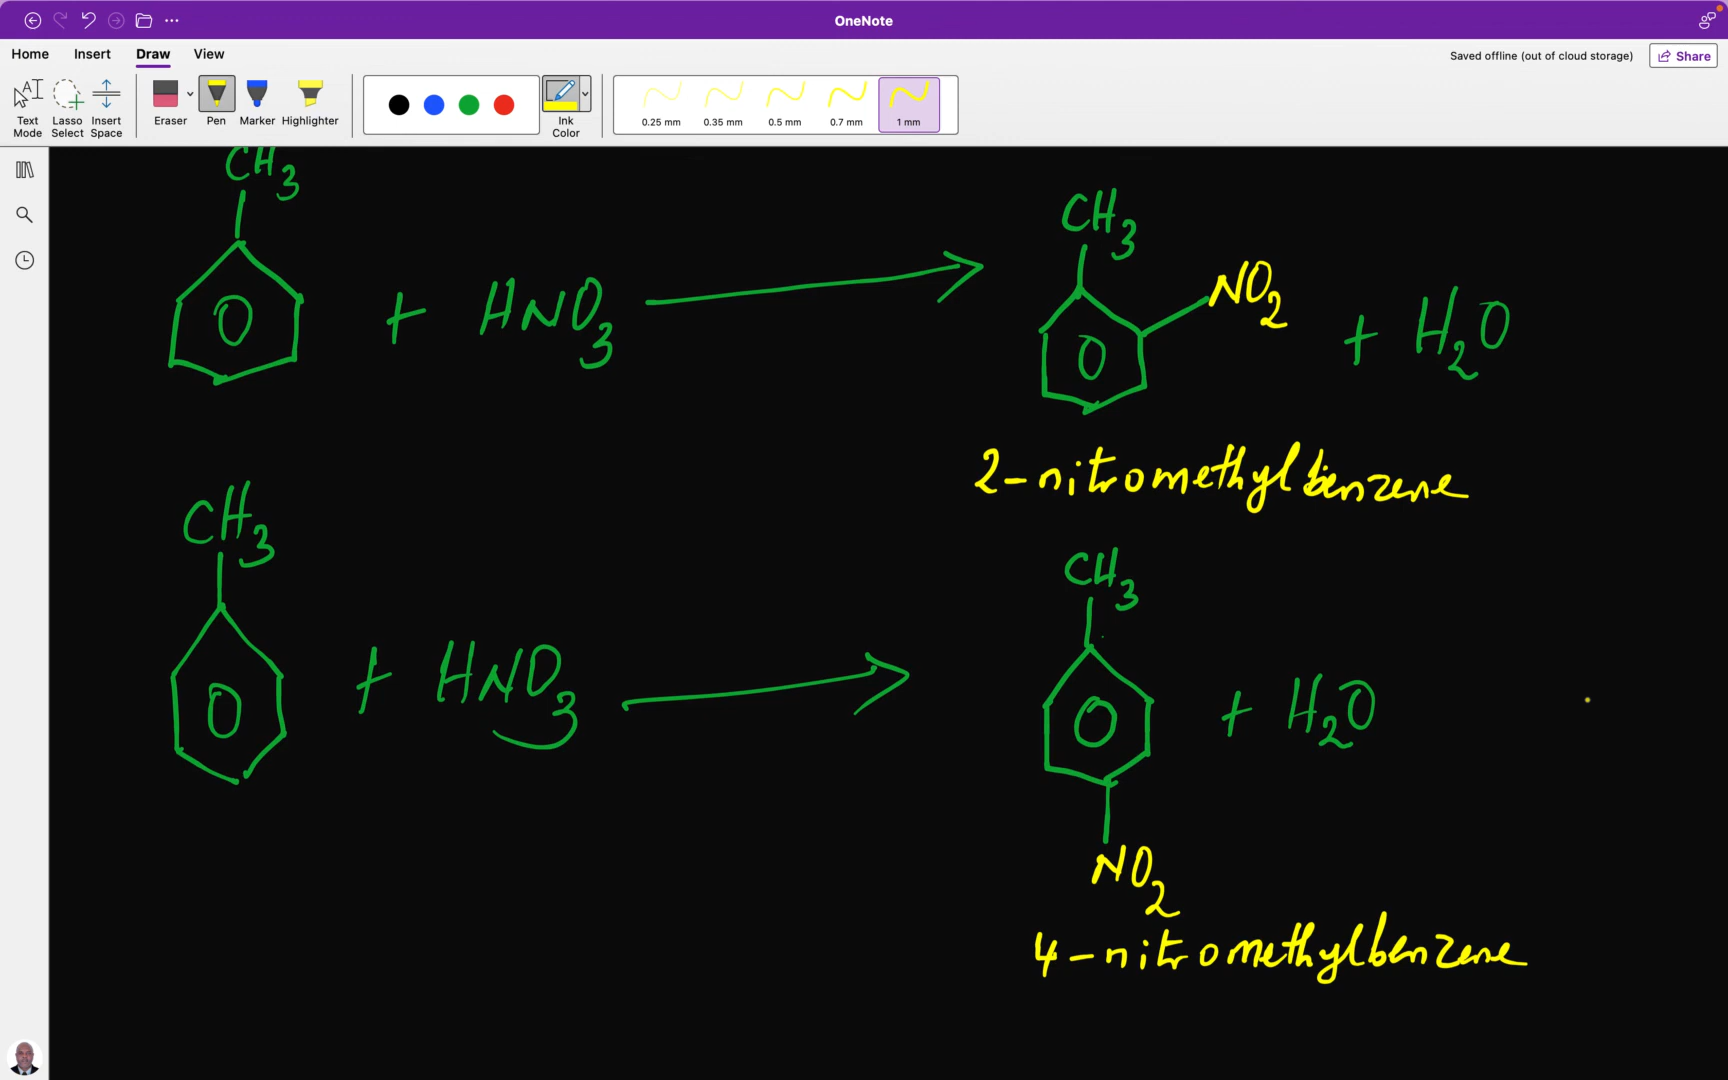 OneNote
Home Insert Draw View
Saved offline (out of cloud storage) Share
Text Mode
Lasso Select
Insert Space
Eraser
Pen
Marker
Highlighter
Ink Color
0.25 mm 0.35 mm 0.5 mm 0.7 mm 1 mm
CH3
+ HNO3
CH3
NO2
+ H2O
2-nitromethylbenzene
CH3
+ HNO3
CH3
+ H2O
NO2
4-nitromethylbenzene